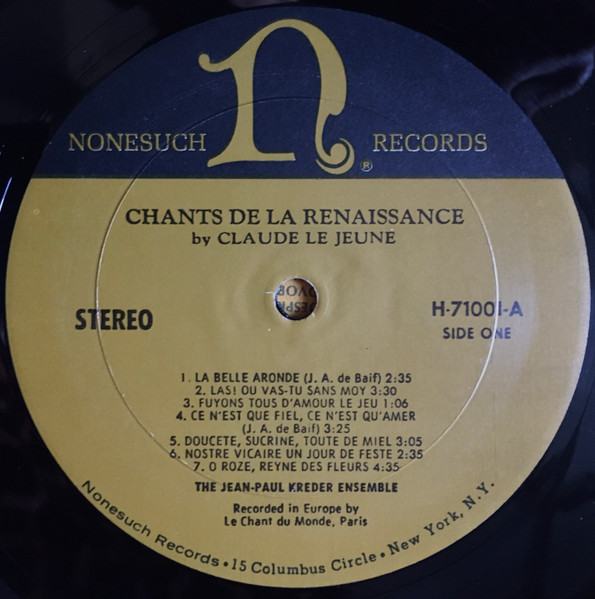 NONESUCH n® RECORDS
CHANTS DE LA RENAISSANCE
by CLAUDE LE JEUNE
STEREO
H-71001-A
SIDE ONE
1. LA BELLE ARONDE (J. A. de Baif) 2:35
2. LAS! OU VAS-TU SANS MOY 3:30
3. FUYONS TOUS D'AMOUR LE JEU 1:06
4. CE N'EST QUE FIEL, CE N'EST QU'AMER
(J. A. de Baif) 3:25
5. DOUCETE, SUCRINE, TOUTE DE MIEL 3:05
6. NOSTRE VICAIRE UN JOUR DE FESTE 2:35
7. O ROZE, REYNE DES FLEURS 4:35
THE JEAN-PAUL KREDER ENSEMBLE
Recorded in Europe by
Le Chant du Monde, Paris
Nonesuch Records • 15 Columbus Circle • New York, N.Y.